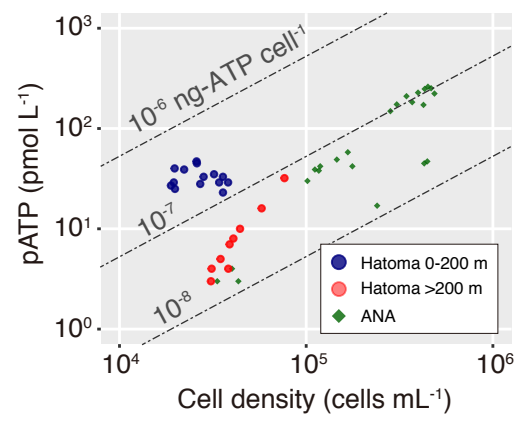 10³
10²
10¹
10⁰
pATP (pmol L⁻¹)
10⁻⁶ ng-ATP cell⁻¹
10⁻⁷
10⁻⁸
Hatoma 0-200 m
Hatoma >200 m
ANA
10⁴
10⁵
10⁶
Cell density (cells mL⁻¹)